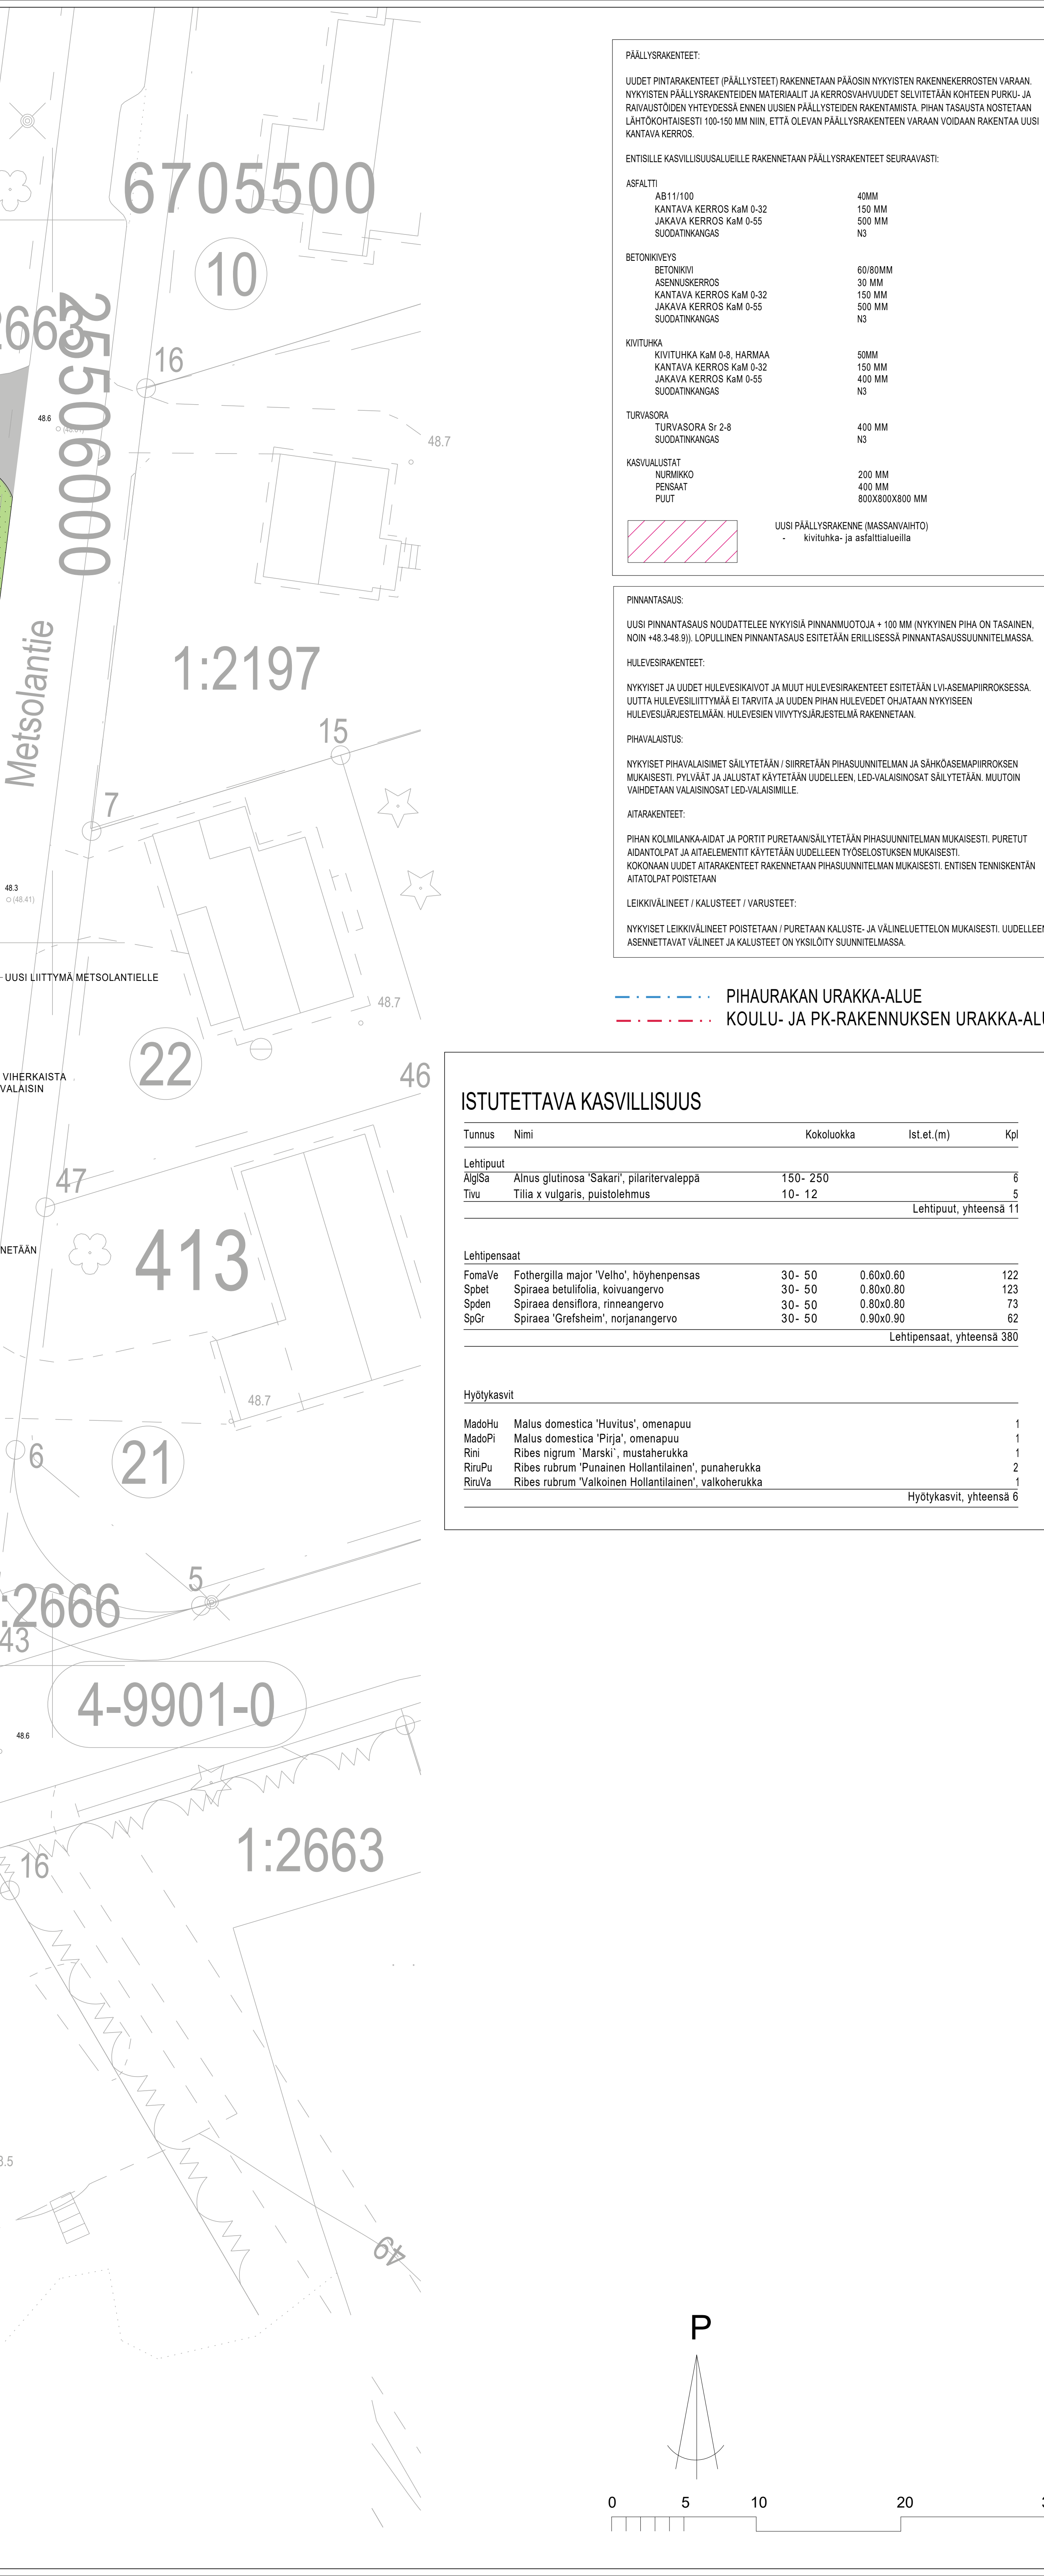 6705500
10
2663
2550600
16
48.6
48.7
1:2197
Metsolantie
15
7
48.3
(48.41)
UUSI LIITTYMÄ METSOLANTIELLE
48.7
22
VIHERKAISTA
VALAISIN
46
47
NETÄÄN
413
48.7
6
21
5
:2666
43
4-9901-0
48.6
1:2663
16
3.5
49
PÄÄLLYSRAKENTEET:
UUDET PINTARAKENTEET (PÄÄLLYSTEET) RAKENNETAAN PÄÄOSIN NYKYISTEN RAKENNEKERROSTEN VARAAN.
NYKYISTEN PÄÄLLYSRAKENTEIDEN MATERIAALIT JA KERROSVAHVUUDET SELVITETÄÄN KOHTEEN PURKU- JA
RAIVAUSTÖIDEN YHTEYDESSÄ ENNEN UUSIEN PÄÄLLYSTEIDEN RAKENTAMISTA. PIHAN TASAUSTA NOSTETAAN
LÄHTÖKOHTAISESTI 100-150 MM NIIN, ETTÄ OLEVAN PÄÄLLYSRAKENTEEN VARAAN VOIDAAN RAKENTAA UUSI
KANTAVA KERROS.
ENTISILLE KASVILLISUUSALUEILLE RAKENNETAAN PÄÄLLYSRAKENTEET SEURAAVASTI:
ASFALTTI
AB11/100 40MM
KANTAVA KERROS KaM 0-32 150 MM
JAKAVA KERROS KaM 0-55 500 MM
SUODATINKANGAS N3
BETONIKIVEYS
BETONIKIVI 60/80MM
ASENNUSKERROS 30 MM
KANTAVA KERROS KaM 0-32 150 MM
JAKAVA KERROS KaM 0-55 500 MM
SUODATINKANGAS N3
KIVITUHKA
KIVITUHKA KaM 0-8, HARMAA 50MM
KANTAVA KERROS KaM 0-32 150 MM
JAKAVA KERROS KaM 0-55 400 MM
SUODATINKANGAS N3
TURVASORA
TURVASORA Sr 2-8 400 MM
SUODATINKANGAS N3
KASVUALUSTAT
NURMIKKO 200 MM
PENSAAT 400 MM
PUUT 800X800X800 MM
UUSI PÄÄLLYSRAKENNE (MASSANVAIHTO)
- kivituhka- ja asfalttialueilla
PINNANTASAUS:
UUSI PINNANTASAUS NOUDATTELEE NYKYISIÄ PINNANMUOTOJA + 100 MM (NYKYINEN PIHA ON TASAINEN,
NOIN +48.3-48.9)). LOPULLINEN PINNANTASAUS ESITETÄÄN ERILLISESSÄ PINNANTASAUSSUUNNITELMASSA.
HULEVESIRAKENTEET:
NYKYISET JA UUDET HULEVESIKAIVOT JA MUUT HULEVESIRAKENTEET ESITETÄÄN LVI-ASEMAPIIRROKSESSA.
UUTTA HULEVESILIITTYMÄÄ EI TARVITA JA UUDEN PIHAN HULEVEDET OHJATAAN NYKYISEEN
HULEVESIJÄRJESTELMÄÄN. HULEVESIEN VIIVYTYSJÄRJESTELMÄ RAKENNETAAN.
PIHAVALAISTUS:
NYKYISET PIHAVALAISIMET SÄILYTETÄÄN / SIIRRETÄÄN PIHASUUNNITELMAN JA SÄHKÖASEMAPIIRROKSEN
MUKAISESTI. PYLVÄÄT JA JALUSTAT KÄYTETÄÄN UUDELLEEN, LED-VALAISINOSAT SÄILYTETÄÄN. MUUTOIN
VAIHDETAAN VALAISINOSAT LED-VALAISIMILLE.
AITARAKENTEET:
PIHAN KOLMILANKA-AIDAT JA PORTIT PURETAAN/SÄILYTETÄÄN PIHASUUNNITELMAN MUKAISESTI. PURETUT
AIDANTOLPAT JA AITAELEMENTIT KÄYTETÄÄN UUDELLEEN TYÖSELOSTUKSEN MUKAISESTI.
KOKONAAN UUDET AITARAKENTEET RAKENNETAAN PIHASUUNNITELMAN MUKAISESTI. ENTISEN TENNISKENTÄN
AITATOLPAT POISTETAAN
LEIKKIVÄLINEET / KALUSTEET / VARUSTEET:
NYKYISET LEIKKIVÄLINEET POISTETAAN / PURETAAN KALUSTE- JA VÄLINELUETTELON MUKAISESTI. UUDELLEEN
ASENNETTAVAT VÄLINEET JA KALUSTEET ON YKSILÖITY SUUNNITELMASSA.
PIHAURAKAN URAKKA-ALUE
KOULU- JA PK-RAKENNUKSEN URAKKA-ALU
ISTUTETTAVA KASVILLISUUS
Tunnus Nimi Kokoluokka Ist.et.(m) Kpl
Lehtipuut
AlglSa Alnus glutinosa 'Sakari', pilaritervaleppä 150- 250 6
Tivu Tilia x vulgaris, puistolehmus 10- 12 5
Lehtipuut, yhteensä 11
Lehtipensaat
FomaVe Fothergilla major 'Velho', höyhenpensas 30- 50 0.60x0.60 122
Spbet Spiraea betulifolia, koivuangervo 30- 50 0.80x0.80 123
Spden Spiraea densiflora, rinneangervo 30- 50 0.80x0.80 73
SpGr Spiraea 'Grefsheim', norjanangervo 30- 50 0.90x0.90 62
Lehtipensaat, yhteensä 380
Hyötykasvit
MadoHu Malus domestica 'Huvitus', omenapuu 1
MadoPi Malus domestica 'Pirja', omenapuu 1
Rini Ribes nigrum `Marski`, mustaherukka 1
RiruPu Ribes rubrum 'Punainen Hollantilainen', punaherukka 2
RiruVa Ribes rubrum 'Valkoinen Hollantilainen', valkoherukka 1
Hyötykasvit, yhteensä 6
P
0 5 10 20